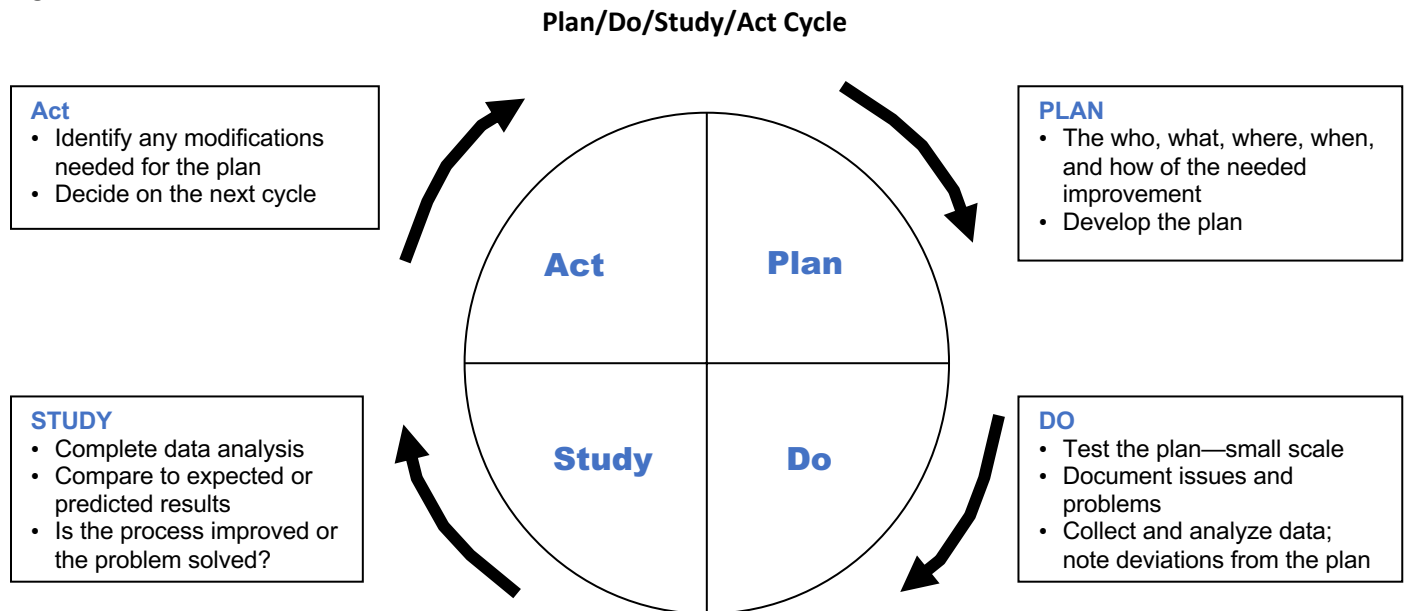 Plan/Do/Study/Act Cycle
Act
• Identify any modifications
needed for the plan
• Decide on the next cycle
PLAN
• The who, what, where, when,
and how of the needed
improvement
• Develop the plan
Act
Plan
Study
Do
STUDY
• Complete data analysis
• Compare to expected or
predicted results
• Is the process improved or
the problem solved?
DO
• Test the plan—small scale
• Document issues and
problems
• Collect and analyze data;
note deviations from the plan